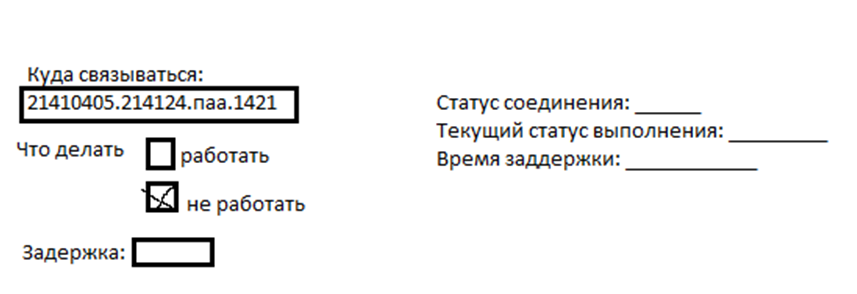 Куда связываться:
21410405.214124.паа.1421
Что делать
работать
не работать
Задержка:
Статус соединения: ______
Текущий статус выполнения: _________
Время заддержки: ____________